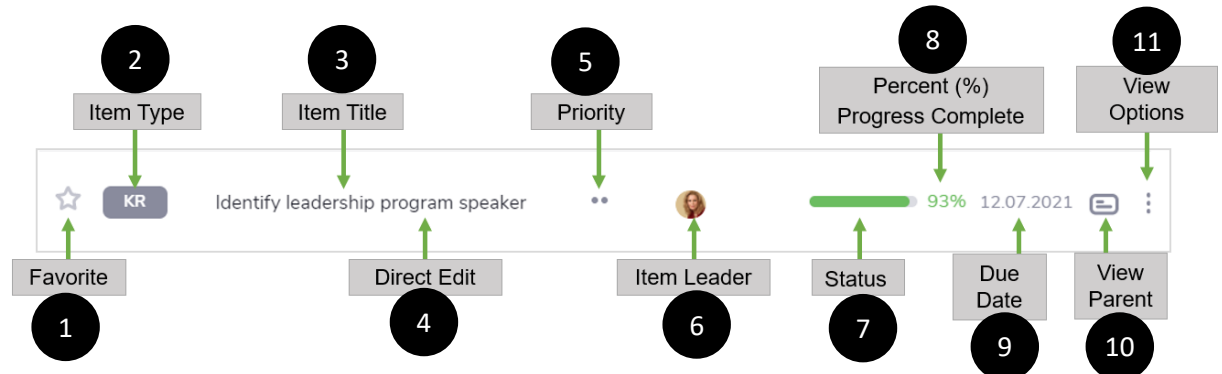 2
3
5
8
11
Item Type
Item Title
Priority
Percent (%)
Progress Complete
View
Options
KR
Identify leadership program speaker
93%
12.07.2021
Favorite
Direct Edit
Item Leader
Status
Due
Date
View
Parent
1
4
6
7
9
10